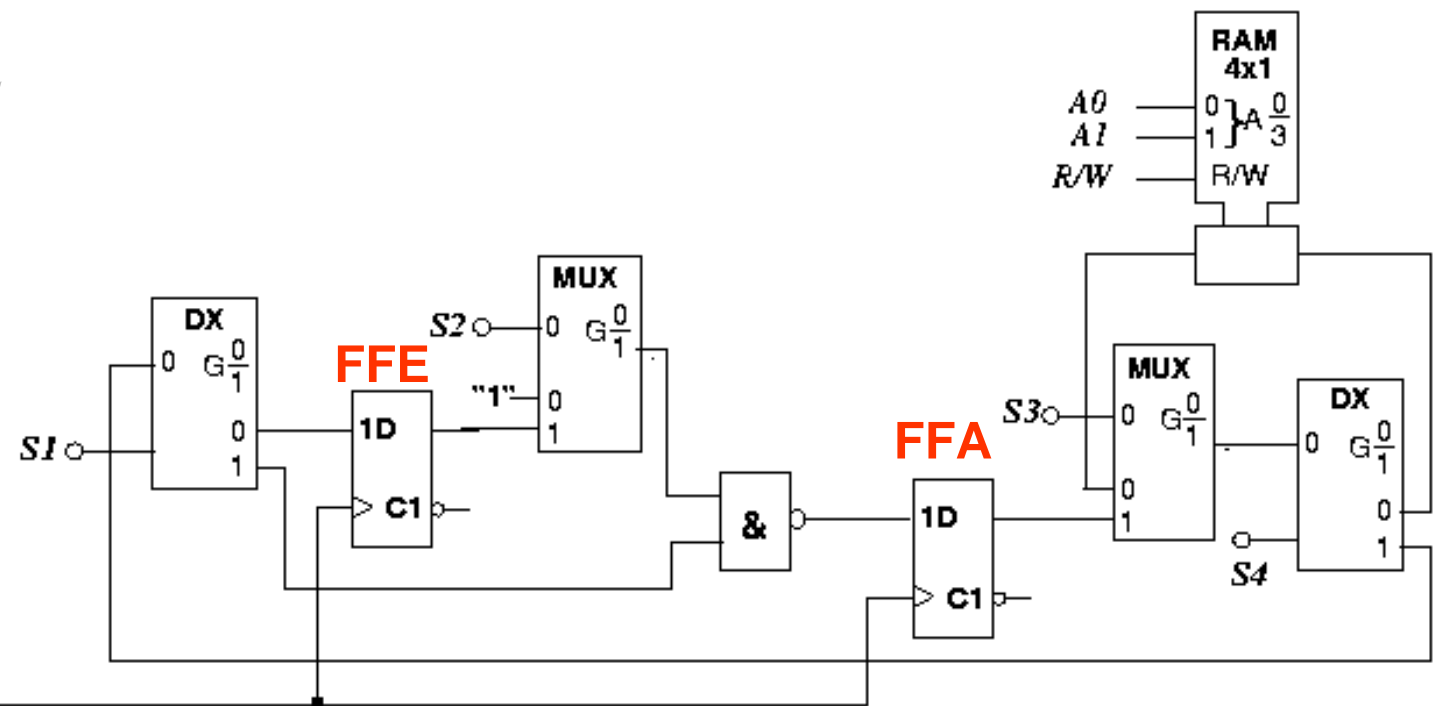 RAM
4x1
A0 0 } A 0/3
A1 1
R/W R/W
MUX
S2 0 G 0/1
"1" 0
1
DX
0 G 0/1
S1 0
1
FFE
1D
C1
&
FFA
1D
C1
MUX
S3 0 G 0/1
0
1
DX
0 G 0/1
0
S4 1